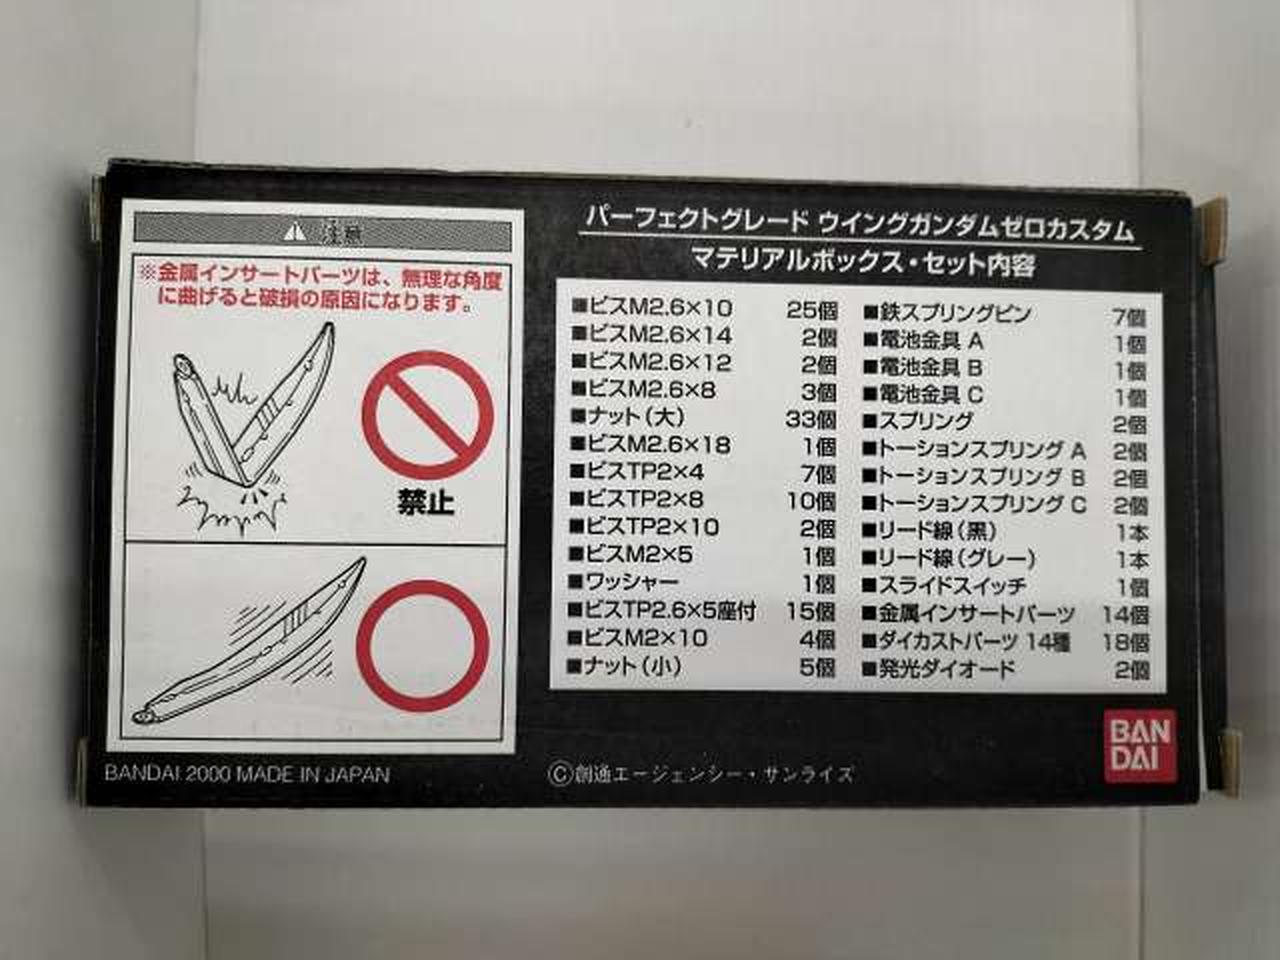 注意
※金属インサートパーツは、無理な角度
に曲げると破損の原因になります。
禁止
BANDAI 2000 MADE IN JAPAN
パーフェクトグレード ウイングガンダムゼロカスタム
マテリアルボックス・セット内容
■ビスM2.6×10 25個
■ビスM2.6×14 2個
■ビスM2.6×12 2個
■ビスM2.6×8 3個
■ナット(大) 33個
■ビスM2.6×18 1個
■ビスTP2×4 7個
■ビスTP2×8 10個
■ビスTP2×10 2個
■ビスM2×5 1個
■ワッシャー 1個
■ビスTP2.6×5座付 15個
■ビスM2×10 4個
■ナット(小) 5個
■鉄スプリングピン 7個
■電池金具 A 1個
■電池金具 B 1個
■電池金具 C 1個
■スプリング 2個
■トーションスプリング A 2個
■トーションスプリング B 2個
■トーションスプリング C 2個
■リード線(黒) 1本
■リード線(グレー) 1本
■スライドスイッチ 1個
■金属インサートパーツ 14個
■ダイカストパーツ 14種 18個
■発光ダイオード 2個
©創通エージェンシー・サンライズ
BAN
DAI